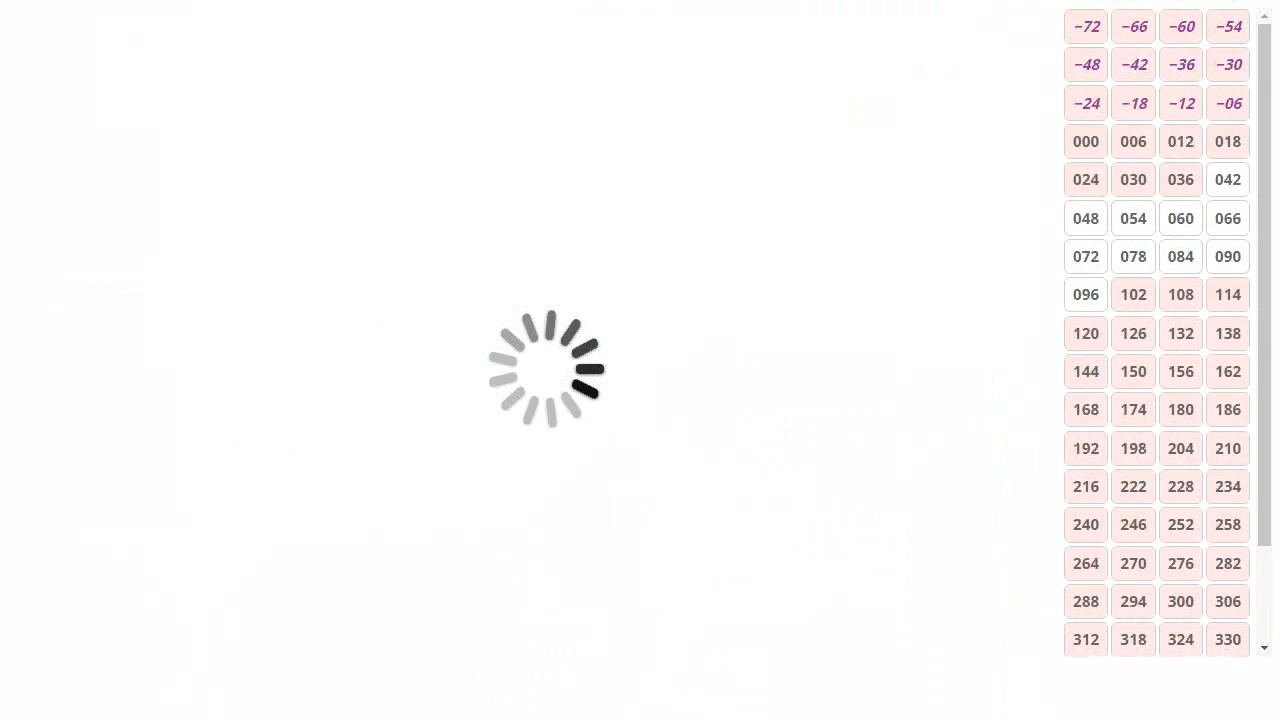 −72 −66 −60 −54
−48 −42 −36 −30
−24 −18 −12 −06
000 006 012 018
024 030 036 042
048 054 060 066
072 078 084 090
096 102 108 114
120 126 132 138
144 150 156 162
168 174 180 186
192 198 204 210
216 222 228 234
240 246 252 258
264 270 276 282
288 294 300 306
312 318 324 330